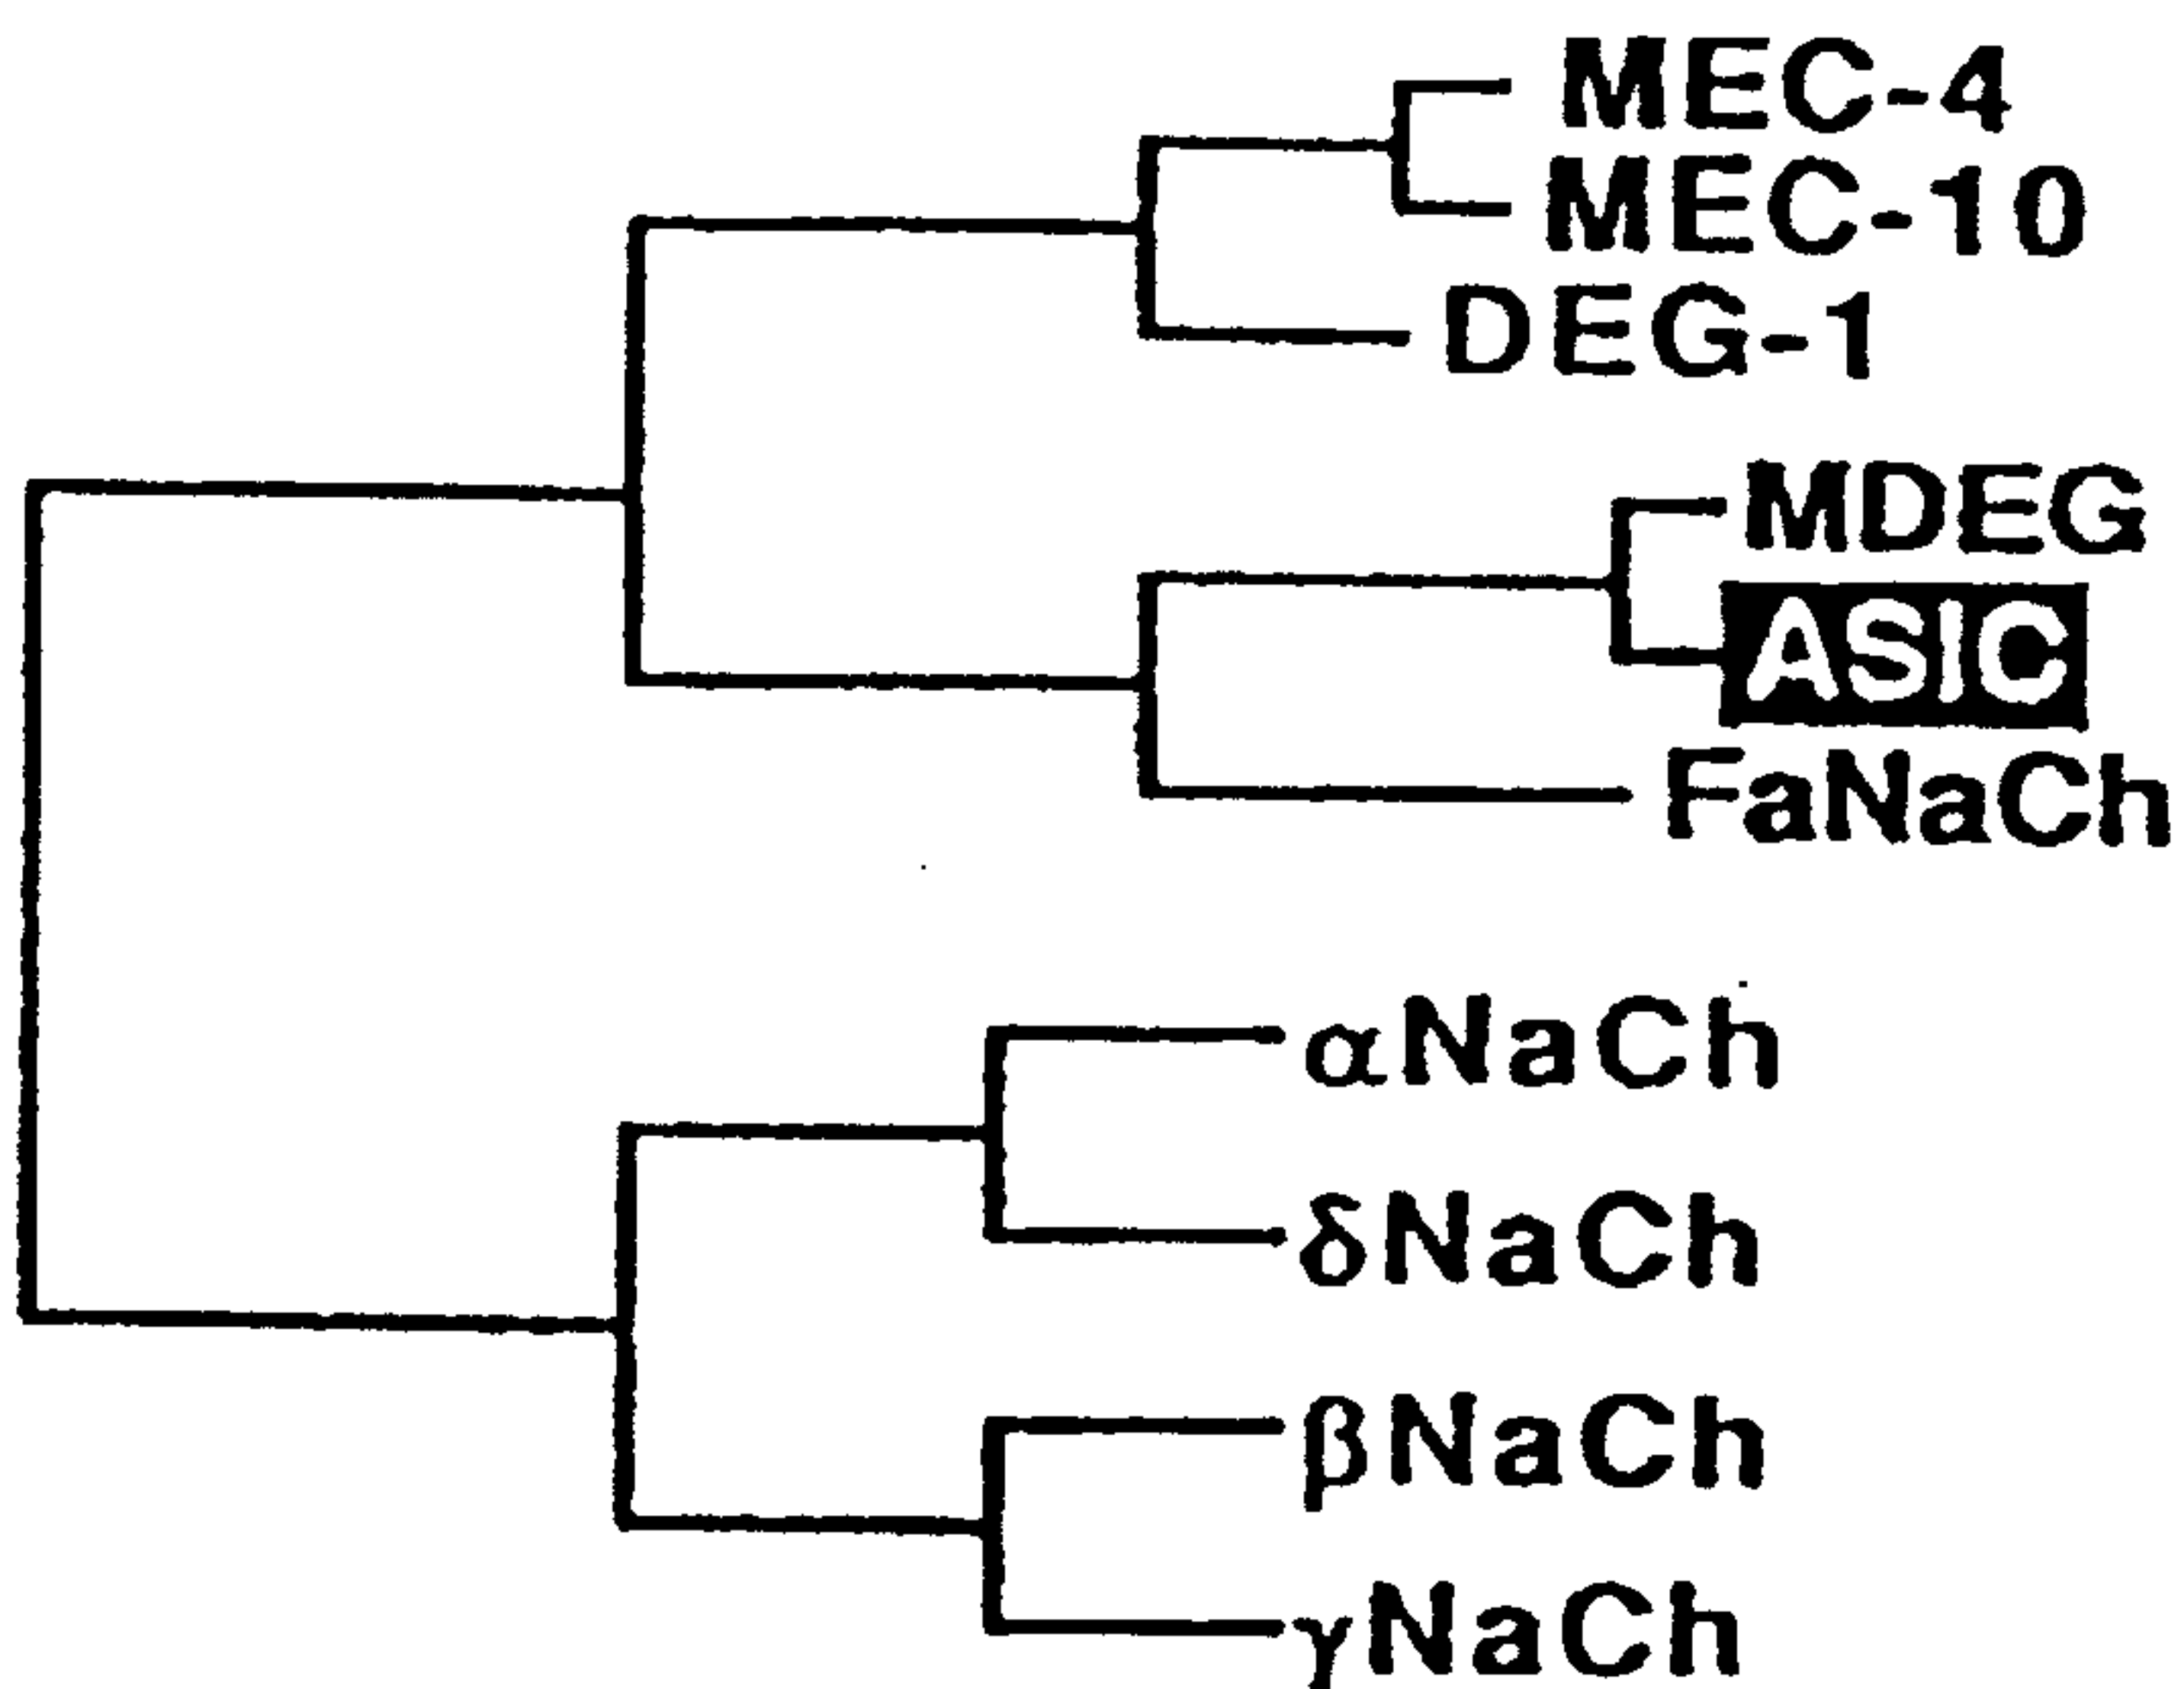 MEC-4
MEC-10
DEG-1
MDEG
ASIC
FaNaCh
αNaCh
δNaCh
βNaCh
γNaCh